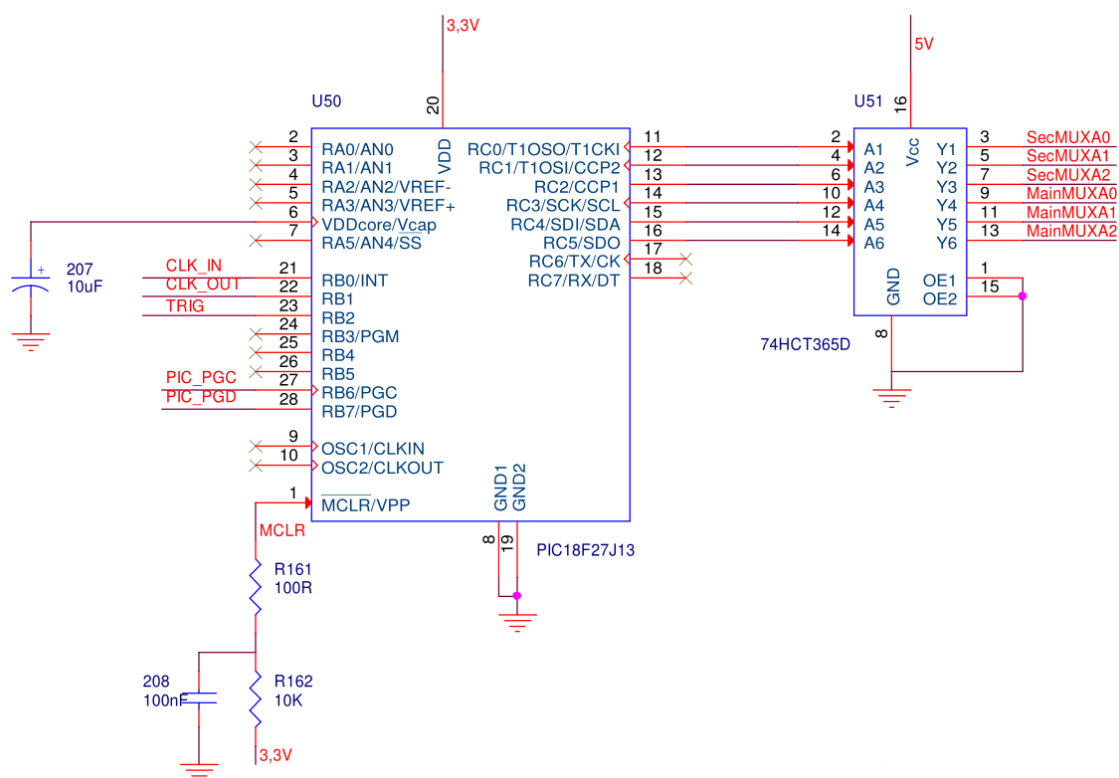 3,3V
5V
U50
U51
20
16
2 RA0/AN0
3 RA1/AN1
4 RA2/AN2/VREF-
5 RA3/AN3/VREF+
6 VDDcore/Vcap
7 RA5/AN4/SS
VDD
RC0/T1OSO/T1CKI 11
RC1/T1OSI/CCP2 12
RC2/CCP1 13
RC3/SCK/SCL 14
RC4/SDI/SDA 15
RC5/SDO 16
RC6/TX/CK 17
RC7/RX/DT 18
2 A1
4 A2
6 A3
10 A4
12 A5
14 A6
Vcc
Y1 3 SecMUXA0
Y2 5 SecMUXA1
Y3 7 SecMUXA2
Y4 9 MainMUXA0
Y5 11 MainMUXA1
Y6 13 MainMUXA2
OE1 1
OE2 15
GND
8
74HCT365D
207
10uF
+
CLK_IN 21 RB0/INT
CLK_OUT 22 RB1
TRIG 23 RB2
24 RB3/PGM
25 RB4
26 RB5
PIC_PGC 27 RB6/PGC
PIC_PGD 28 RB7/PGD
9 OSC1/CLKIN
10 OSC2/CLKOUT
1 MCLR/VPP
GND1
GND2
8
19
PIC18F27J13
MCLR
R161
100R
208
100nF
R162
10K
3,3V